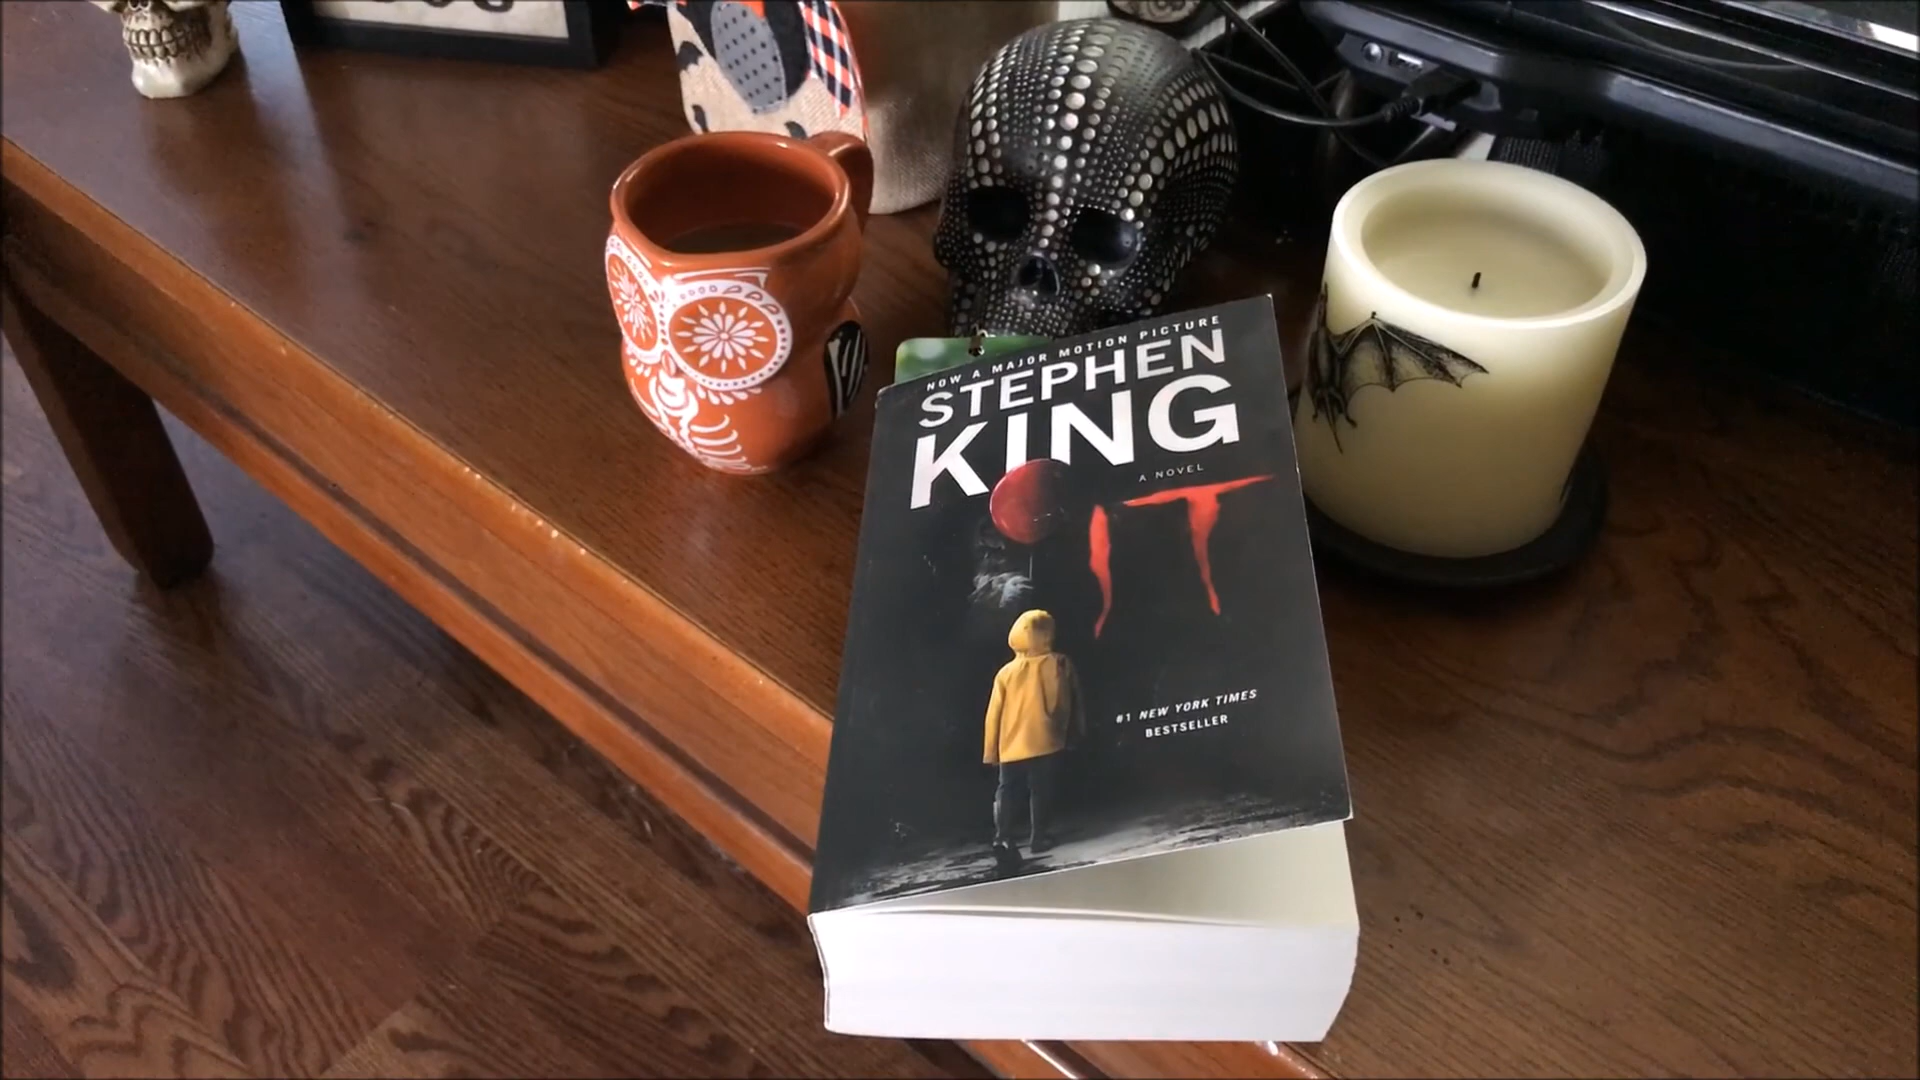 NOW A MAJOR MOTION PICTURE
STEPHEN
KING
A NOVEL
IT
#1 NEW YORK TIMES
BESTSELLER